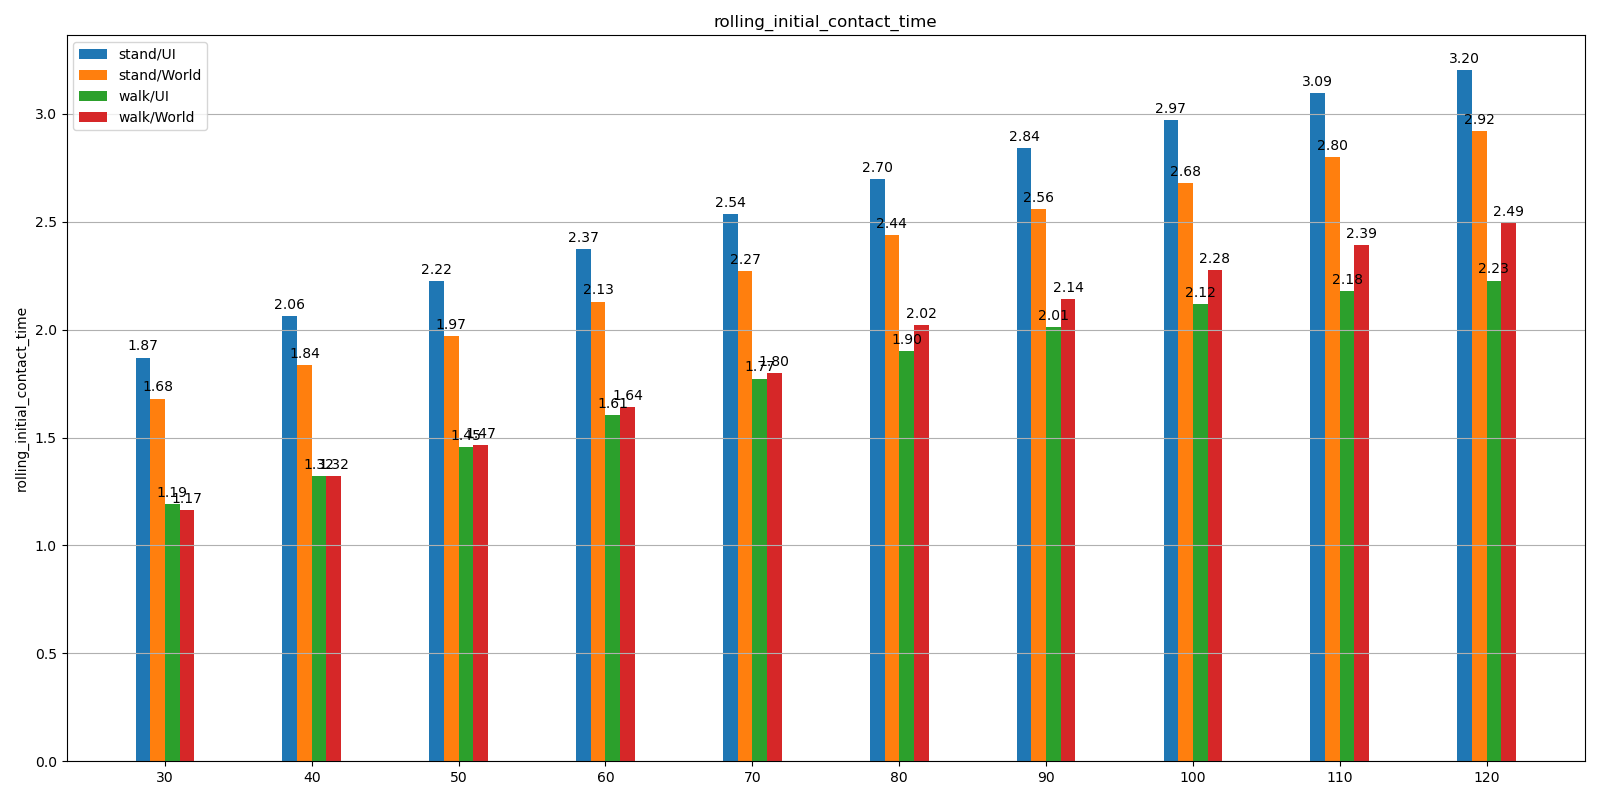 rolling_initial_contact_time
stand/UI
stand/World
walk/UI
walk/World
rolling_initial_contact_time
3.0
2.5
2.0
1.5
1.0
0.5
0.0
1.87 1.68 1.19 1.17
2.06 1.84 1.32 1.32
2.22 1.97 1.45 1.47
2.37 2.13 1.61 1.64
2.54 2.27 1.77 1.80
2.70 2.44 1.90 2.02
2.84 2.56 2.01 2.14
2.97 2.68 2.12 2.28
3.09 2.80 2.18 2.39
3.20 2.92 2.23 2.49
30 40 50 60 70 80 90 100 110 120